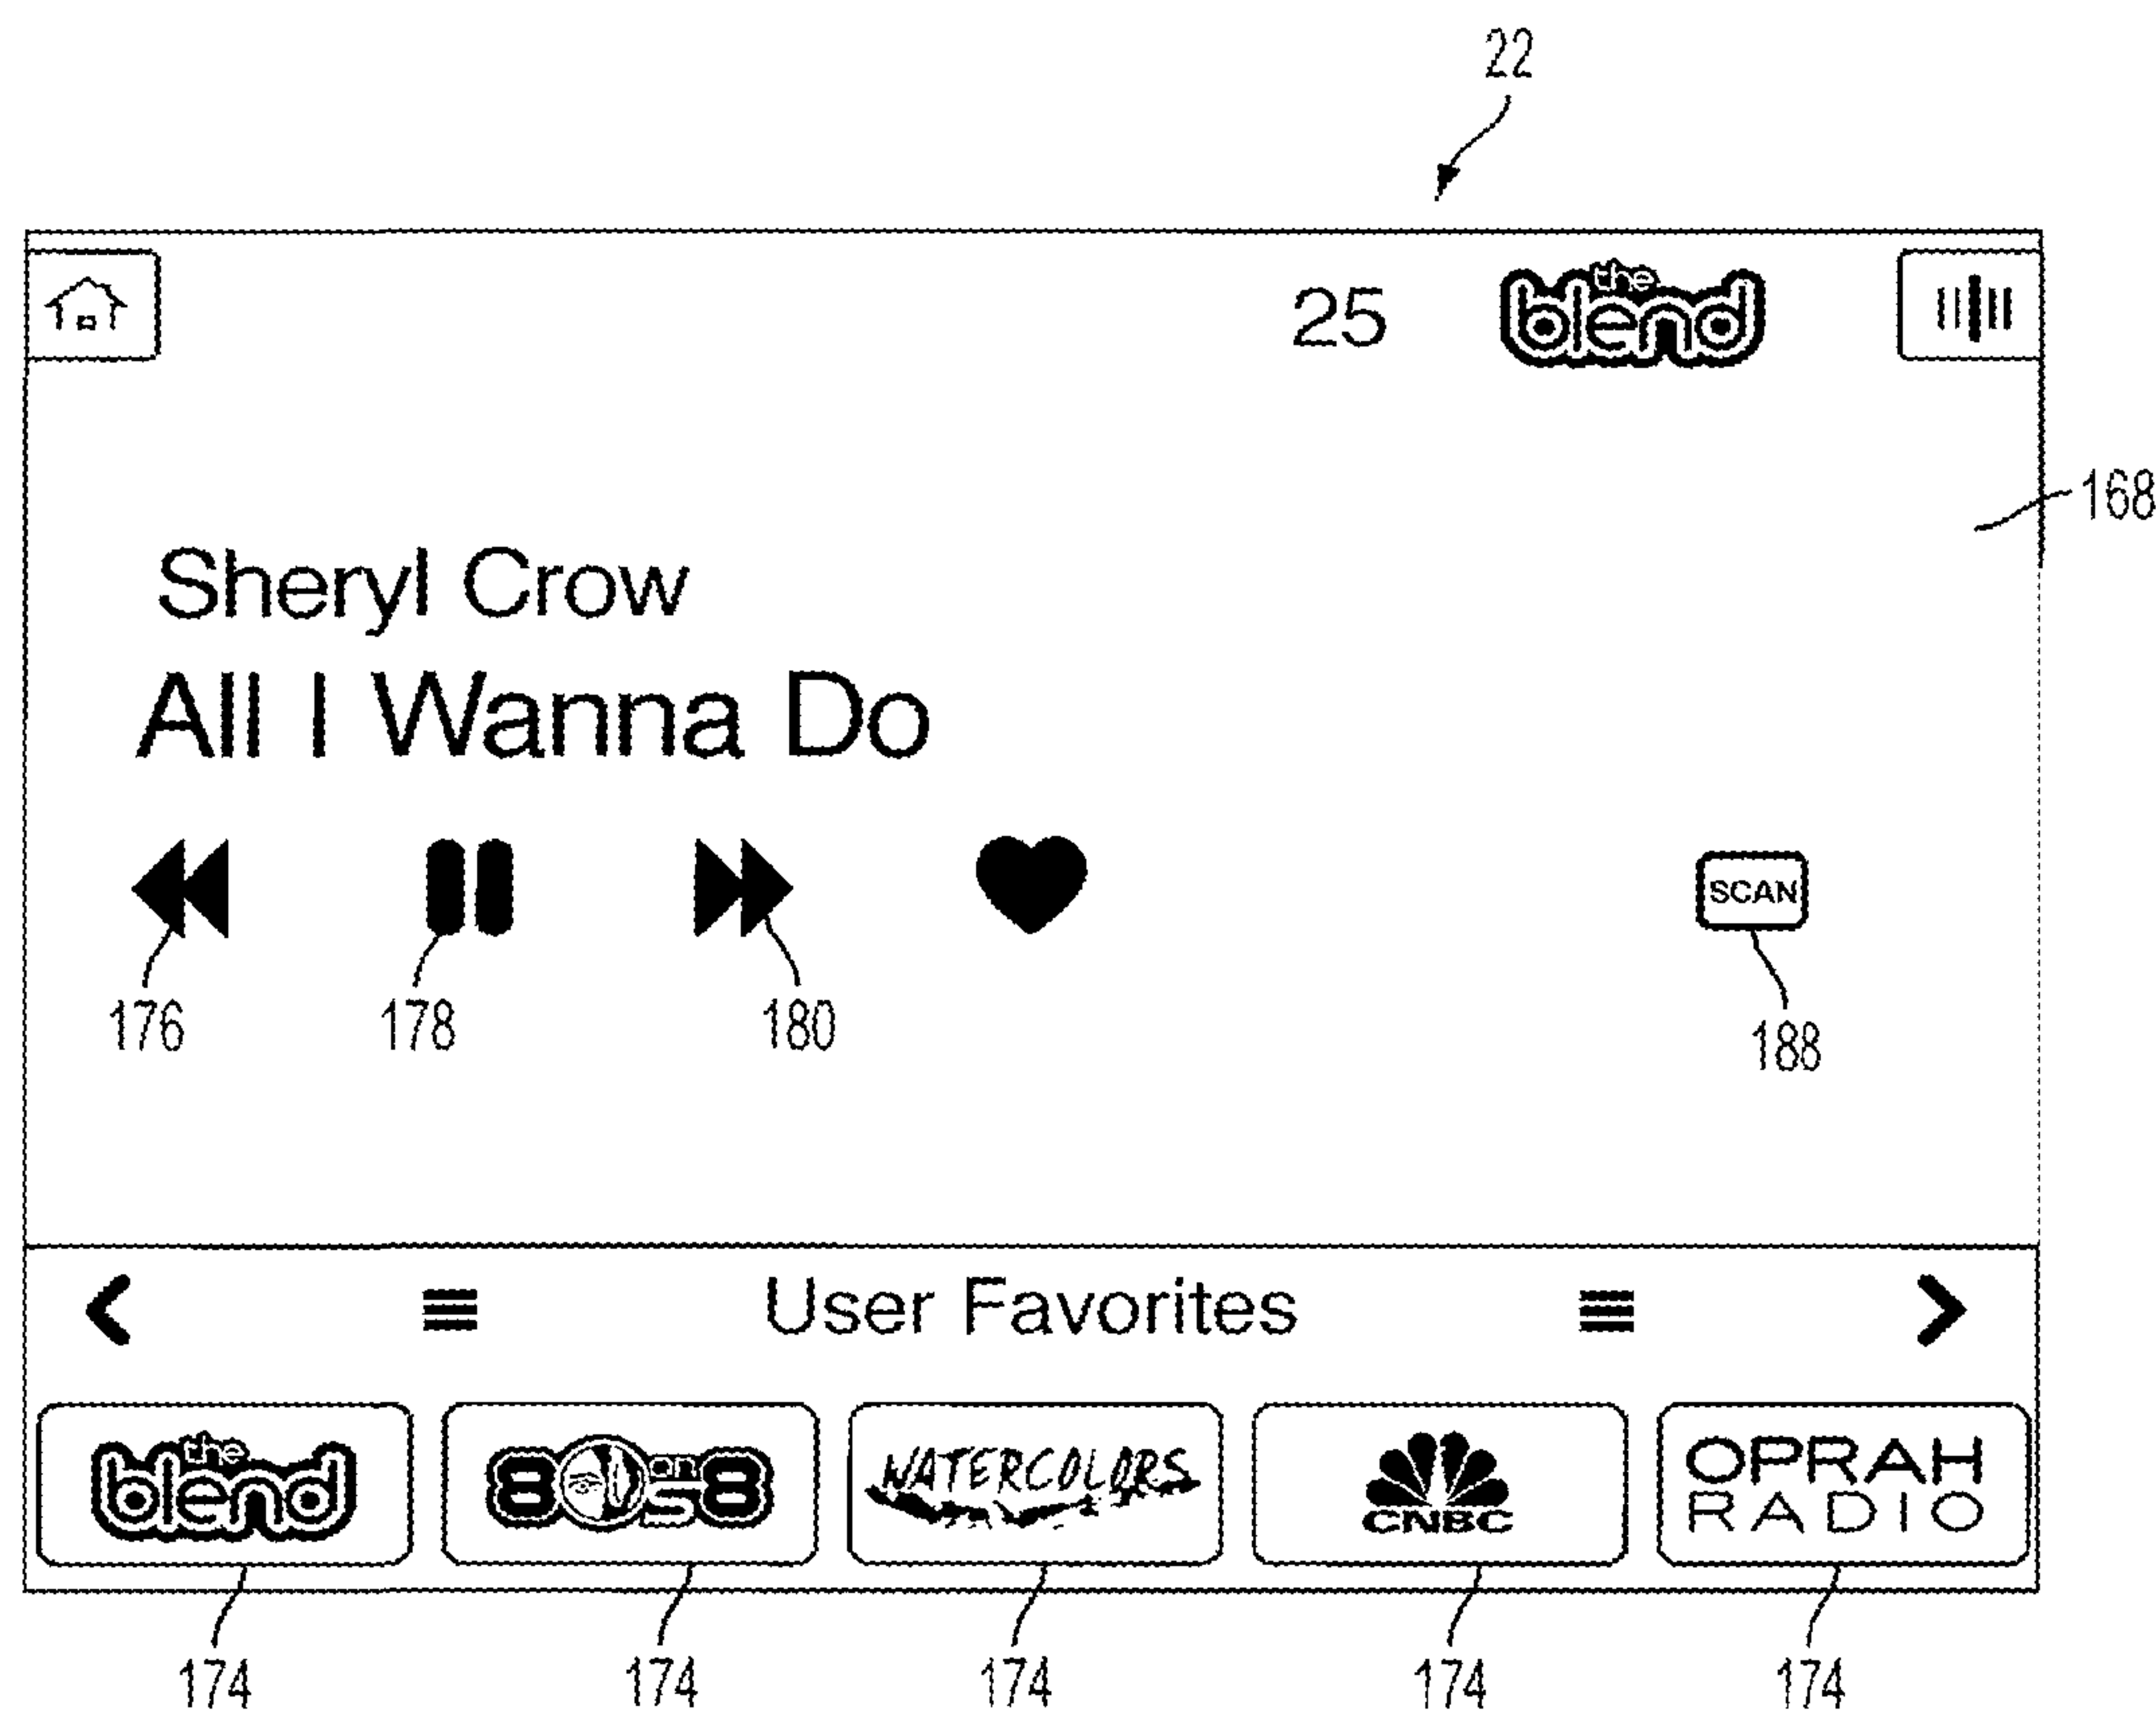 22
25 the blend
168
Sheryl Crow
All I Wanna Do
SCAN
176 178 180 188
User Favorites
the blend
80s on 8
WATERCOLORS
CNBC
OPRAH RADIO
174 174 174 174 174